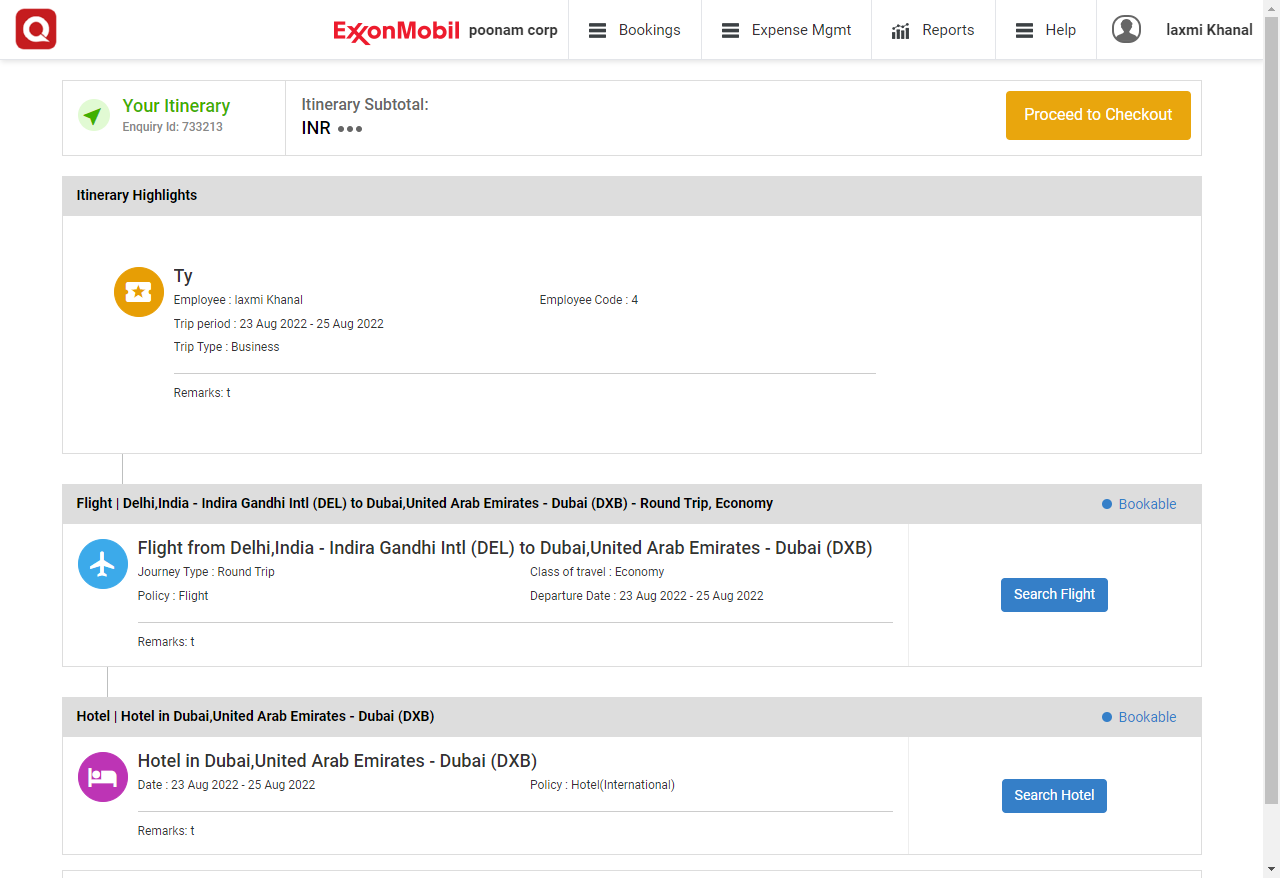 Q ExxonMobil poonam corp Bookings Expense Mgmt Reports Help laxmi Khanal
Your Itinerary
Enquiry Id: 733213
Itinerary Subtotal:
INR
Proceed to Checkout
Itinerary Highlights
Ty
Employee : laxmi Khanal Employee Code : 4
Trip period : 23 Aug 2022 - 25 Aug 2022
Trip Type : Business
Remarks: t
Flight | Delhi,India - Indira Gandhi Intl (DEL) to Dubai,United Arab Emirates - Dubai (DXB) - Round Trip, Economy Bookable
Flight from Delhi,India - Indira Gandhi Intl (DEL) to Dubai,United Arab Emirates - Dubai (DXB)
Journey Type : Round Trip Class of travel : Economy
Policy : Flight Departure Date : 23 Aug 2022 - 25 Aug 2022
Search Flight
Remarks: t
Hotel | Hotel in Dubai,United Arab Emirates - Dubai (DXB) Bookable
Hotel in Dubai,United Arab Emirates - Dubai (DXB)
Date : 23 Aug 2022 - 25 Aug 2022 Policy : Hotel(International)
Search Hotel
Remarks: t